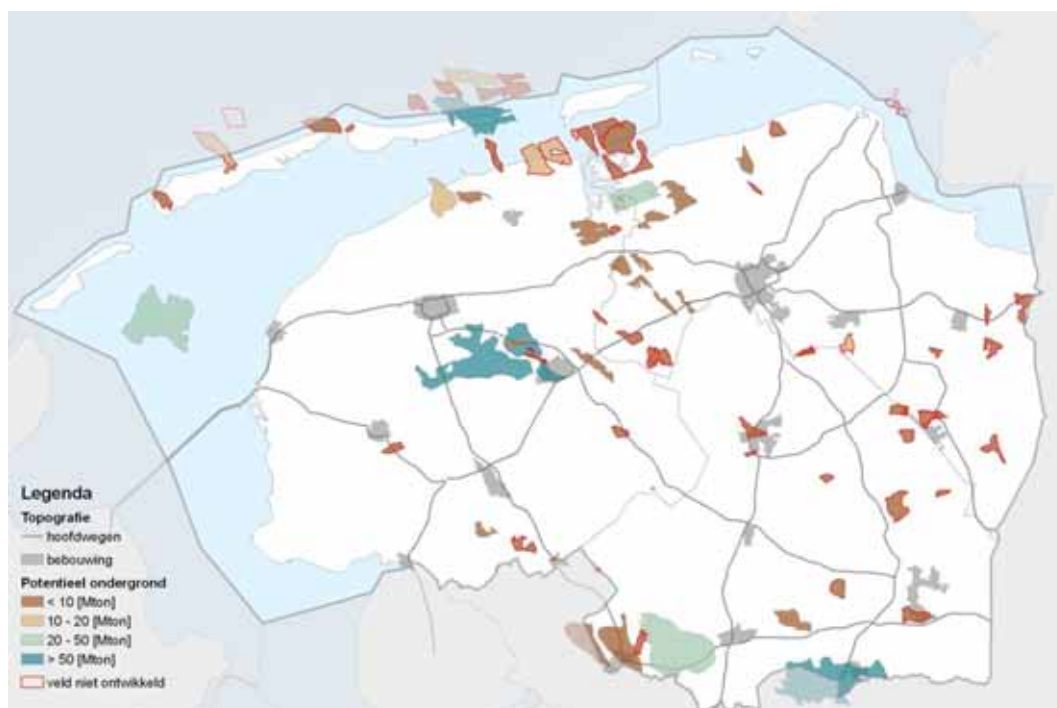 Legenda
Topografie
hoofdwegen
bebouwing
Potentieel ondergrond
< 10 [Mton]
10 - 20 [Mton]
20 - 50 [Mton]
> 50 [Mton]
veld niet ontwikkeld